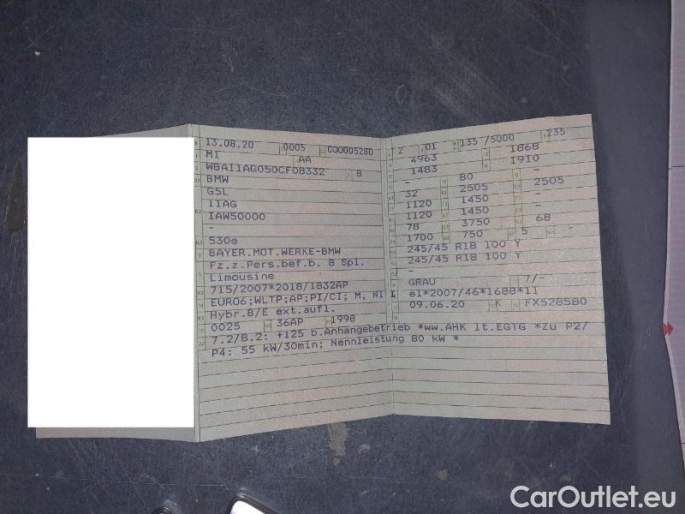 13.08.20 0005 C00005280
M1 AA
WBA11AG050CF08332 8
BMW
G5L
11AG
IAW50000
-
530e
BAYER.MOT.WERKE-BMW
Fz.z.Pers.bef.b. 8 Spl.
Limousine
715/2007*2018/1832AP
EURO6;WLTP;AP;PI/CI; M, N1 I
Hybr.B/E ext.aufl.
0025 36AP 1998
7.2/8.2: +125 b.Anhängebetrieb *ww.AHK lt.EGTG *zu P2/
P4: 55 kW/30min; Nennleistung 80 kW *
2 .01 135 /5000 .235
4963 1868
1483 1910
- 80 -
32 2505 2505
1120 1450 -
1120 1450 -
78 3750 68
1700 750 5 -
245/45 R18 100 Y
245/45 R18 100 Y
-
GRAU 7/-
e1*2007/46*1688*11
09.06.20 K FX528580
CarOutlet.eu